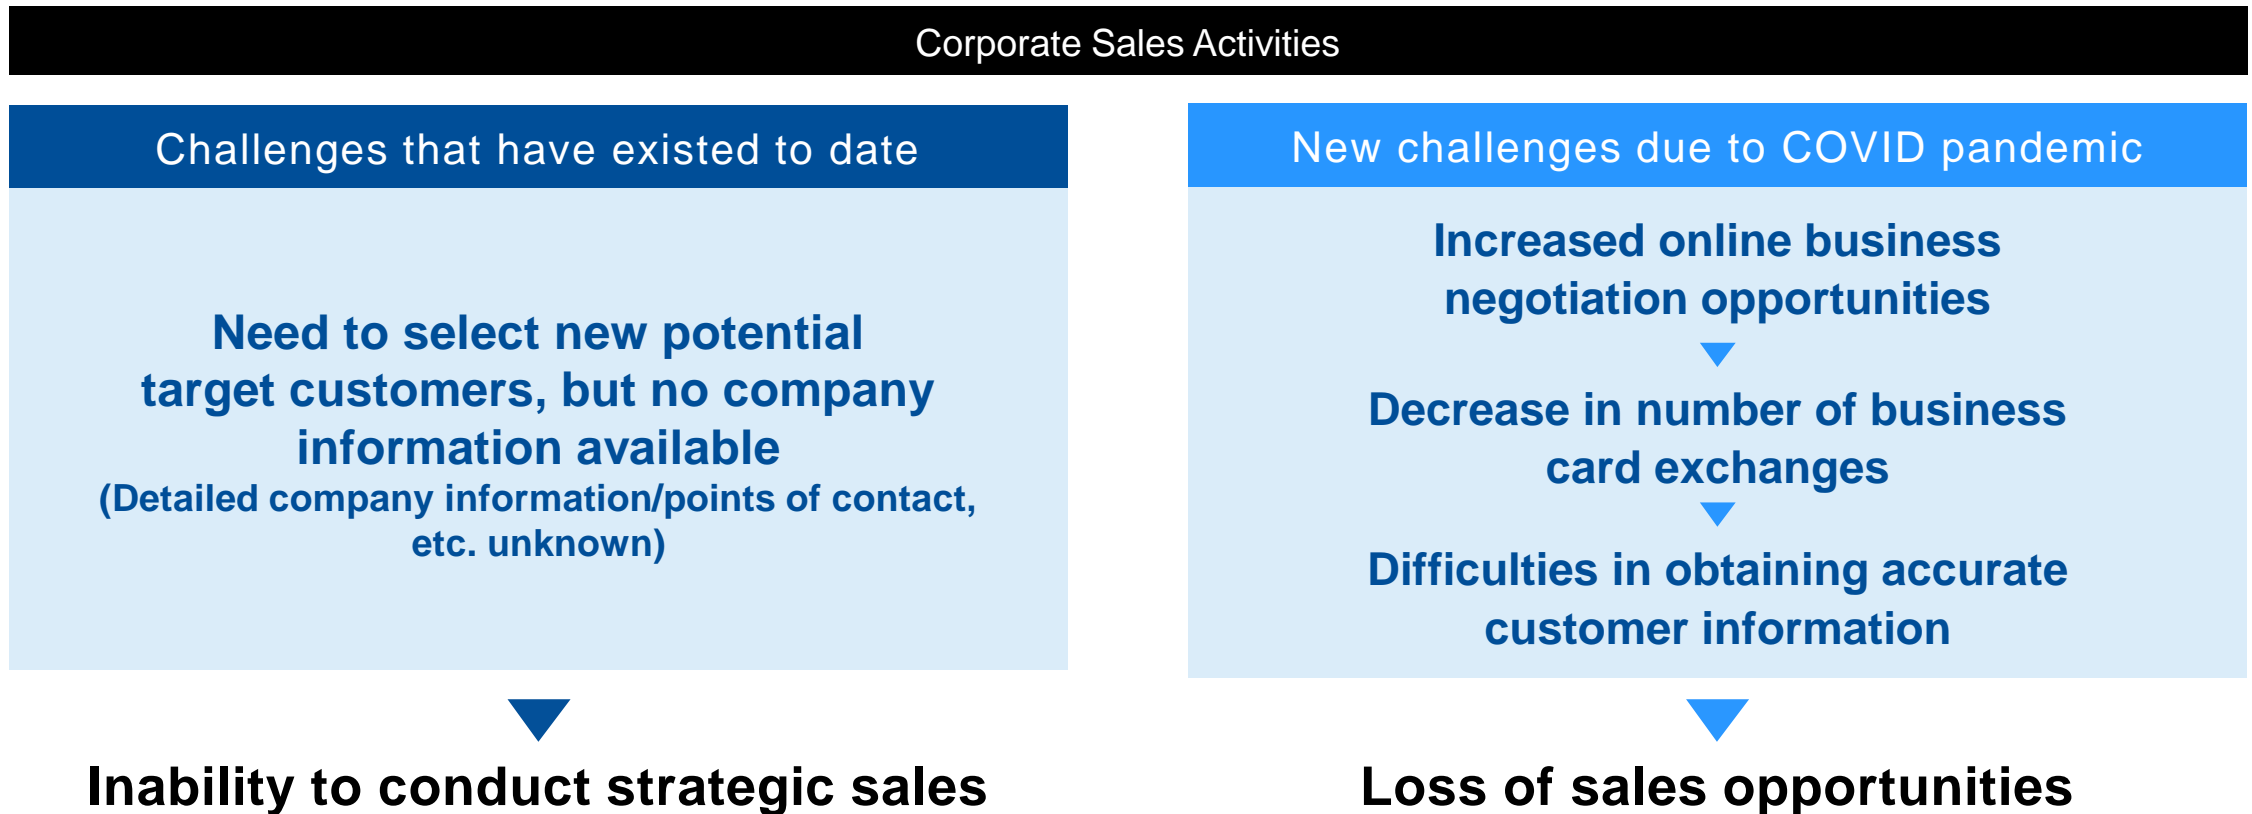 Corporate Sales Activities
Challenges that have existed to date
Need to select new potential
target customers, but no company
information available
(Detailed company information/points of contact,
etc. unknown)
Inability to conduct strategic sales
New challenges due to COVID pandemic
Increased online business
negotiation opportunities
Decrease in number of business
card exchanges
Difficulties in obtaining accurate
customer information
Loss of sales opportunities